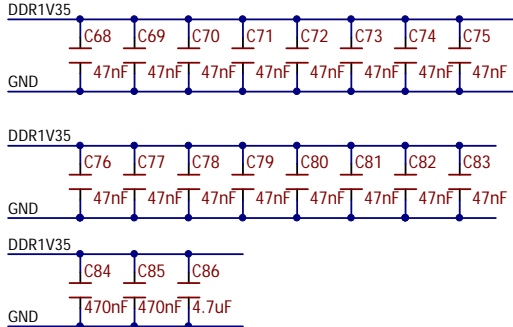 DDR1V35
C68 C69 C70 C71 C72 C73 C74 C75
47nF 47nF 47nF 47nF 47nF 47nF 47nF 47nF
GND
DDR1V35
C76 C77 C78 C79 C80 C81 C82 C83
47nF 47nF 47nF 47nF 47nF 47nF 47nF 47nF
GND
DDR1V35
C84 C85 C86
470nF 470nF 4.7uF
GND